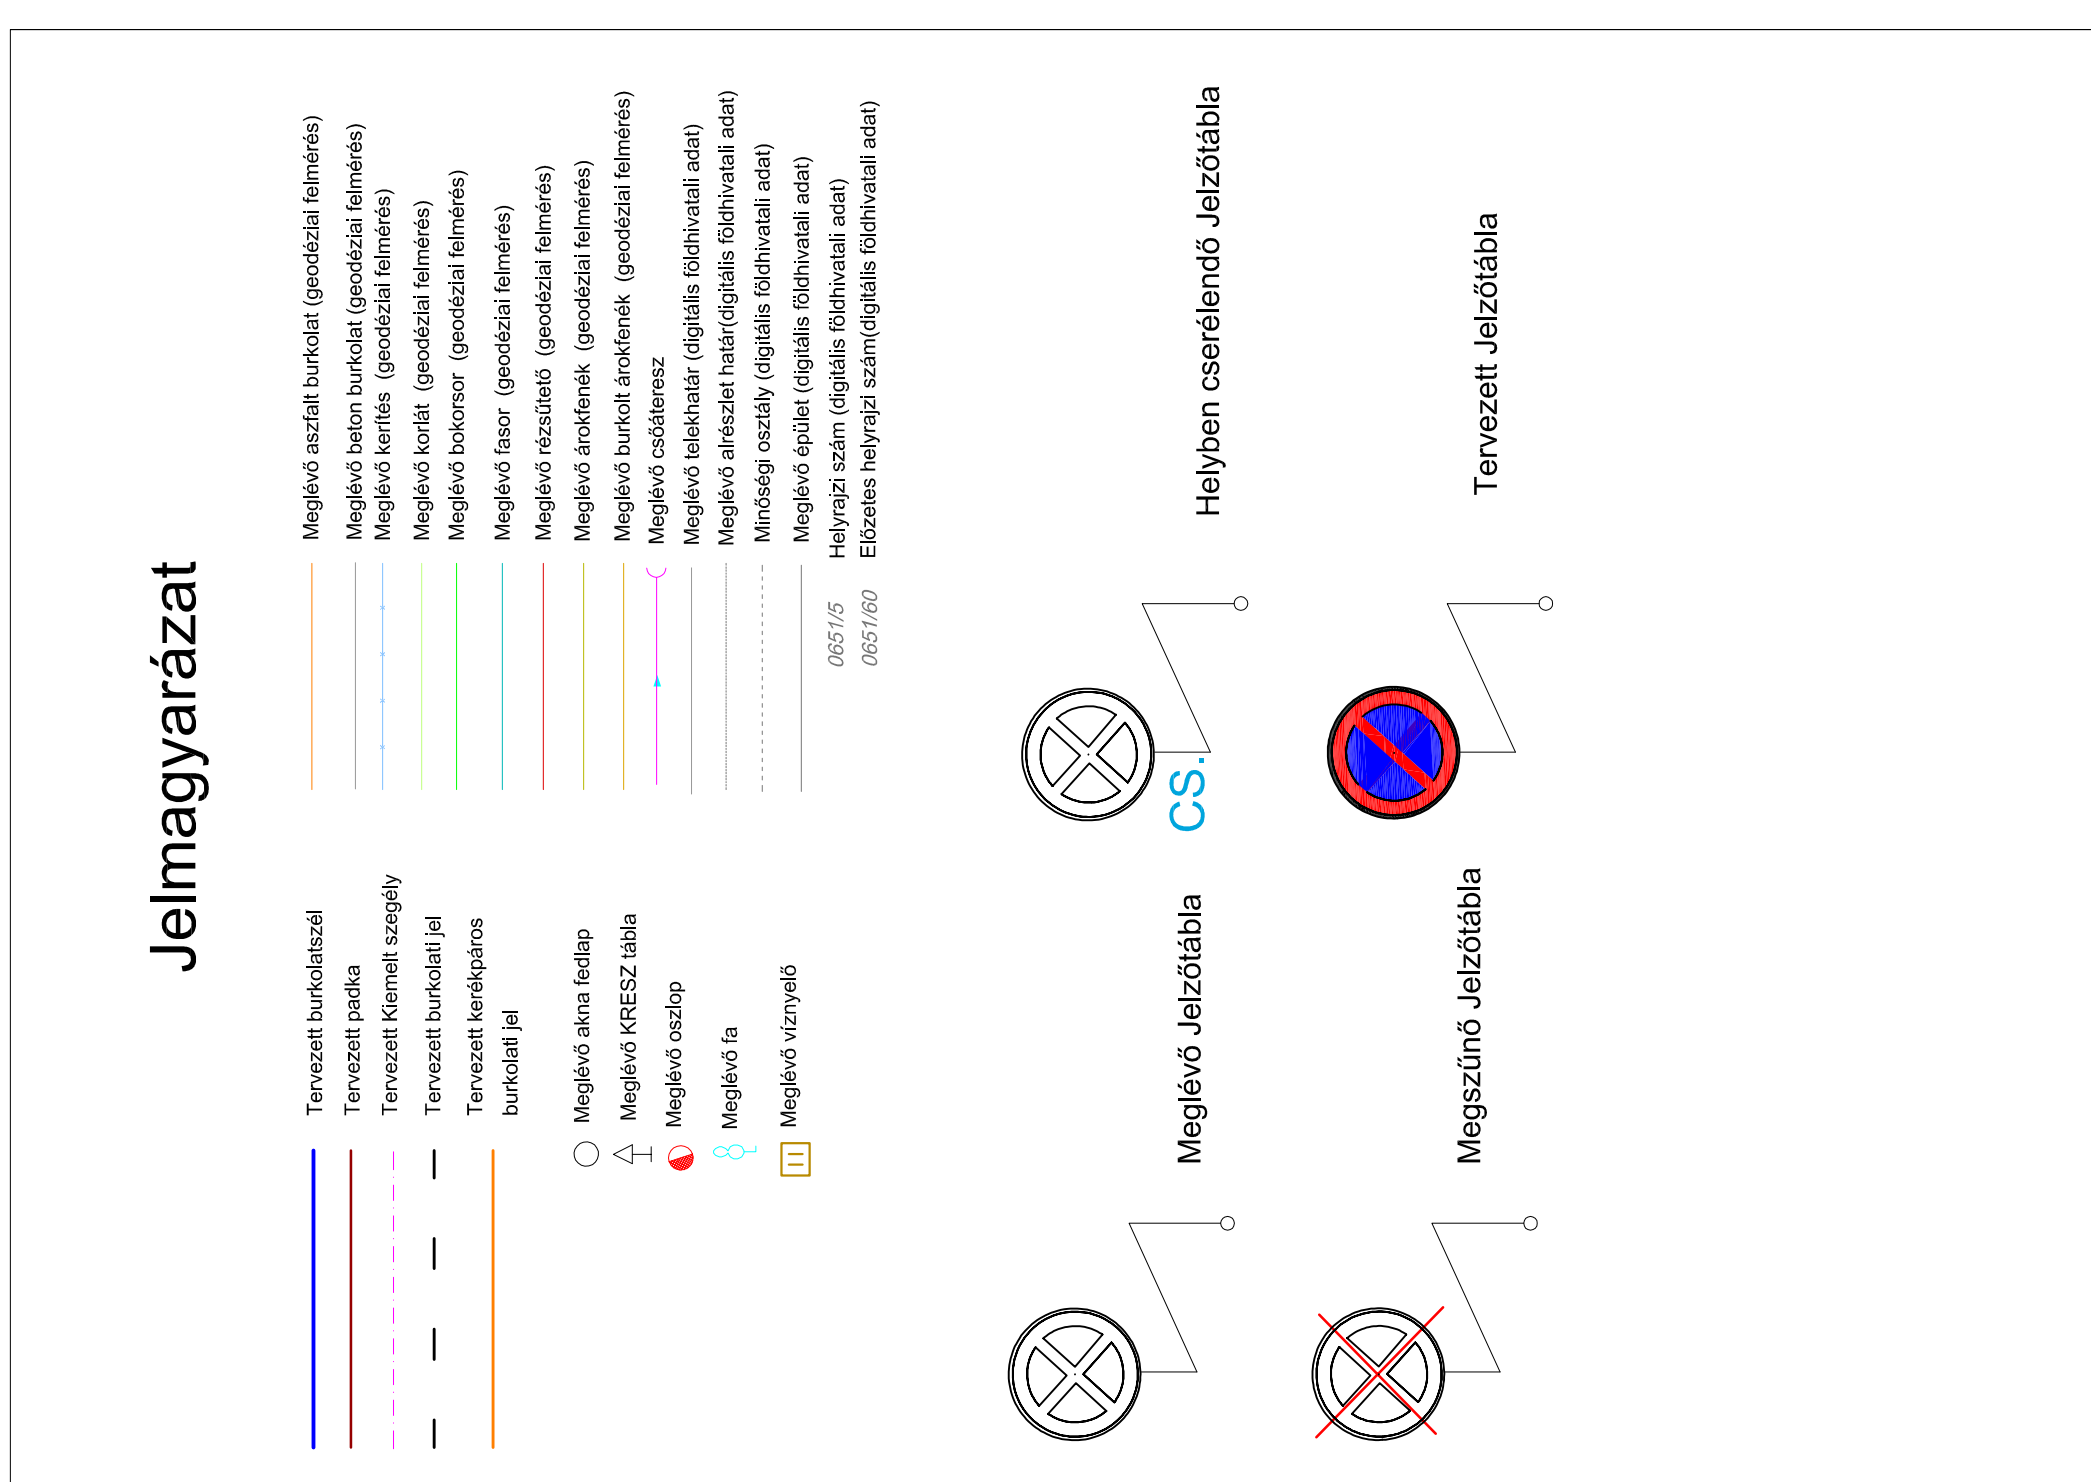 Jelmagyarázat
Tervezett burkolatszél
Tervezett padka
Tervezett Kiemelt szegély
Tervezett burkolati jel
Tervezett kerékpáros
burkolati jel
Meglévő akna fedlap
Meglévő KRESZ tábla
Meglévő oszlop
Meglévő fa
Meglévő víznyelő
Meglévő aszfalt burkolat (geodéziai felmérés)
Meglévő beton burkolat (geodéziai felmérés)
Meglévő kerítés (geodéziai felmérés)
Meglévő korlát (geodéziai felmérés)
Meglévő bokorsor (geodéziai felmérés)
Meglévő fasor (geodéziai felmérés)
Meglévő rézsűtető (geodéziai felmérés)
Meglévő árokfenék (geodéziai felmérés)
Meglévő burkolt árokfenék (geodéziai felmérés)
Meglévő csőáteresz
Meglévő telekhatár (digitális földhivatali adat)
Meglévő alrészlet határ(digitális földhivatali adat)
Minőségi osztály (digitális földhivatali adat)
Meglévő épület (digitális földhivatali adat)
0651/5 Helyrajzi szám (digitális földhivatali adat)
0651/60 Előzetes helyrajzi szám(digitális földhivatali adat)
Meglévő Jelzőtábla
CS.
Helyben cserélendő Jelzőtábla
Megszűnő Jelzőtábla
Tervezett Jelzőtábla